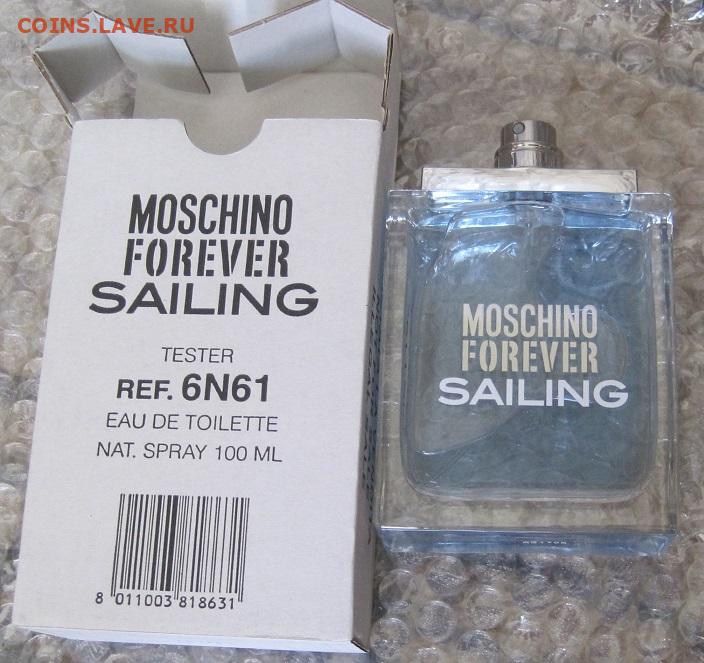 COINS.LAVE.RU
MOSCHINO
FOREVER
SAILING
TESTER
REF. 6N61
EAU DE TOILETTE
NAT. SPRAY 100 ML
8 011003 818631
MOSCHINO
FOREVER
SAILING